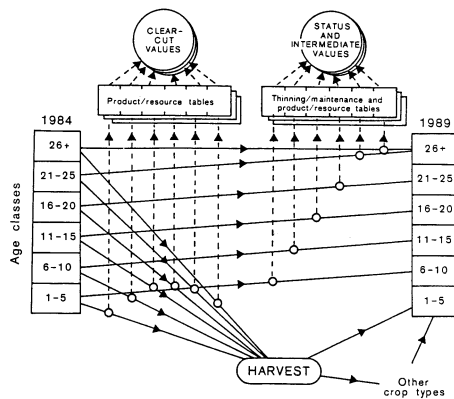 CLEAR-
CUT
VALUES
STATUS
AND
INTERMEDIATE
VALUES
Product/resource tables
Thinning/maintenance and
product/resource tables
1984
1989
Age classes
26+
21-25
16-20
11-15
6-10
1-5
26+
21-25
16-20
11-15
6-10
1-5
HARVEST
Other
crop types